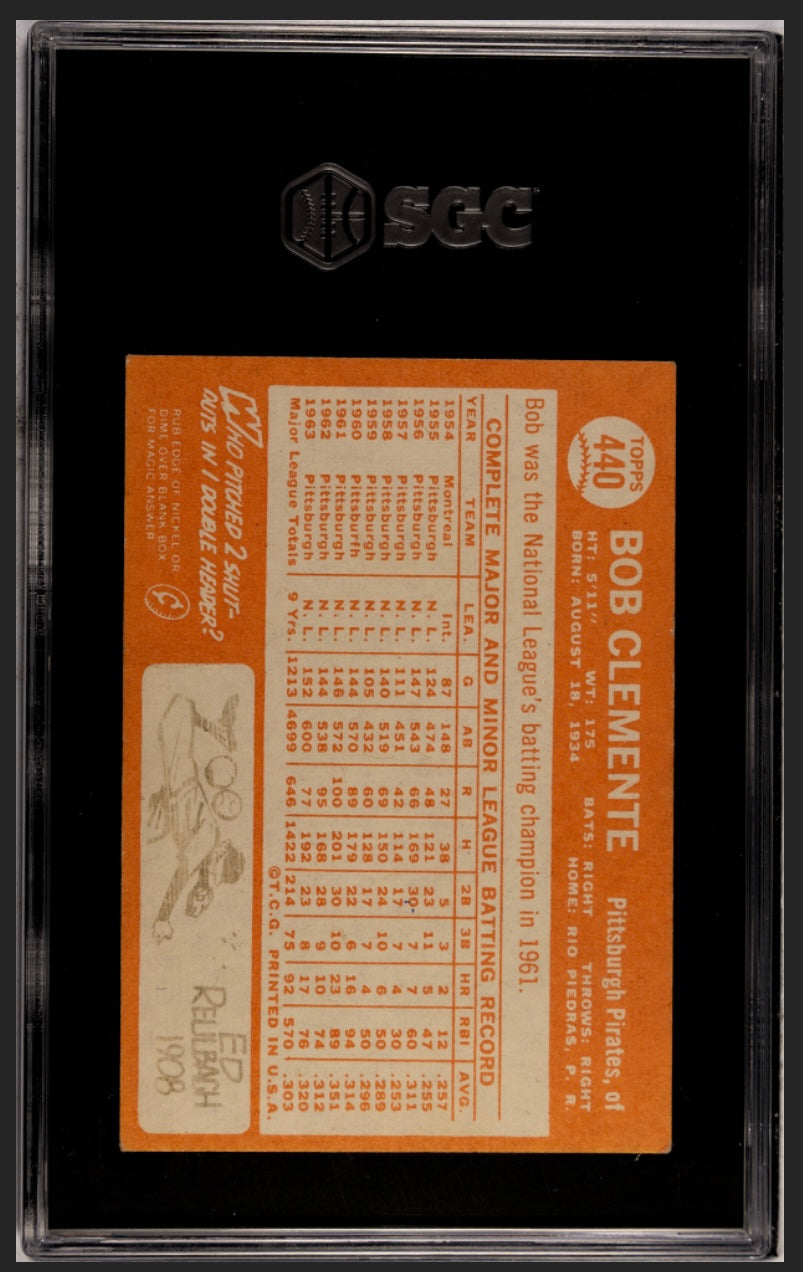 SGC
TOPPS
440
BOB CLEMENTE Pittsburgh Pirates, of
HT: 5'11" WT: 175 BATS: RIGHT THROWS: RIGHT
BORN: AUGUST 18, 1934 HOME: RIO PIEDRAS, P. R.
Bob was the National League's batting champion in 1961.
COMPLETE MAJOR AND MINOR LEAGUE BATTING RECORD
YEAR TEAM LEA. G AB R H 2B 3B HR RBI AVG.
1954 Montreal Int. 87 148 27 38 5 3 2 12 .257
1955 Pittsburgh N. L. 124 474 48 121 23 11 5 47 .255
1956 Pittsburgh N. L. 147 543 66 169 30 7 7 60 .311
1957 Pittsburgh N. L. 111 451 42 114 17 7 4 30 .253
1958 Pittsburgh N. L. 140 519 69 150 24 10 6 50 .289
1959 Pittsburgh N. L. 105 432 60 128 17 7 4 50 .296
1960 Pittsburfh N. L. 144 570 89 179 22 6 16 94 .314
1961 Pittsburgh N. L. 146 572 100 201 30 10 23 89 .351
1962 Pittsburgh N. L. 144 538 95 168 28 9 10 74 .312
1963 Pittsburgh N. L. 152 600 77 192 23 8 17 76 .320
Major League Totals 9 Yrs. 1213 4699 646 1422 214 75 92 570 .303
©T.C.G. PRINTED IN U.S.A.
WHO PITCHED 2 SHUT-
OUTS IN 1 DOUBLE HEADER?
RUB EDGE OF NICKEL OR
DIME OVER BLANK BOX
FOR MAGIC ANSWER
ED
REULBACH
1908